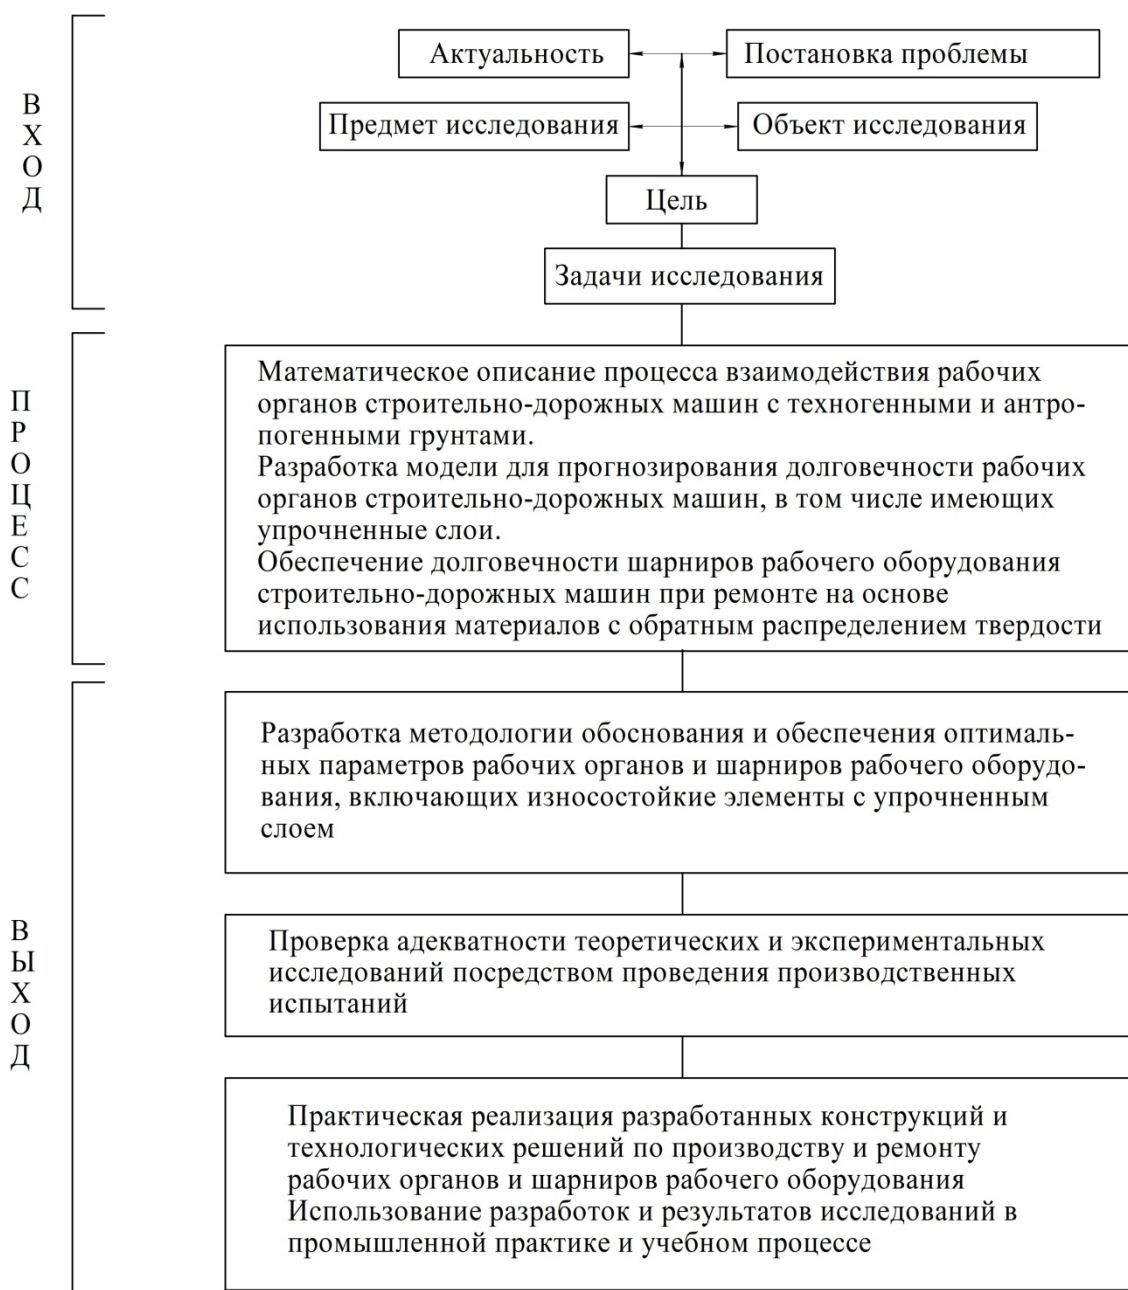 ВХОД
Актуальность
Постановка проблемы
Предмет исследования
Объект исследования
Цель
Задачи исследования
ПРОЦЕСС
Математическое описание процесса взаимодействия рабочих
органов строительно-дорожных машин с техногенными и антро-
погенными грунтами.
Разработка модели для прогнозирования долговечности рабочих
органов строительно-дорожных машин, в том числе имеющих
упрочненные слои.
Обеспечение долговечности шарниров рабочего оборудования
строительно-дорожных машин при ремонте на основе
использования материалов с обратным распределением твердости
ВЫХОД
Разработка методологии обоснования и обеспечения оптималь-
ных параметров рабочих органов и шарниров рабочего оборудо-
вания, включающих износостойкие элементы с упрочненным
слоем
Проверка адекватности теоретических и экспериментальных
исследований посредством проведения производственных
испытаний
Практическая реализация разработанных конструкций и
технологических решений по производству и ремонту
рабочих органов и шарниров рабочего оборудования
Использование разработок и результатов исследований в
промышленной практике и учебном процессе